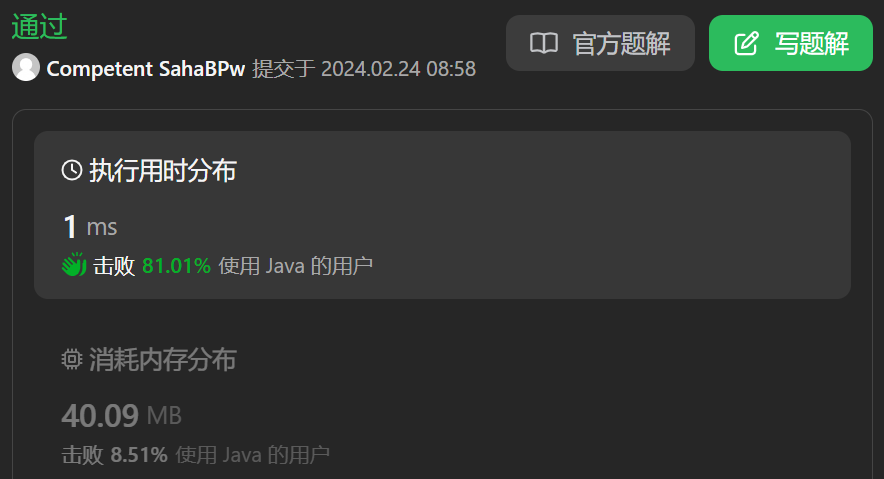 通过
官方题解
写题解
Competent SahaBPw 提交于 2024.02.24 08:58
执行用时分布
1 ms
击败 81.01% 使用 Java 的用户
消耗内存分布
40.09 MB
击败 8.51% 使用 Java 的用户